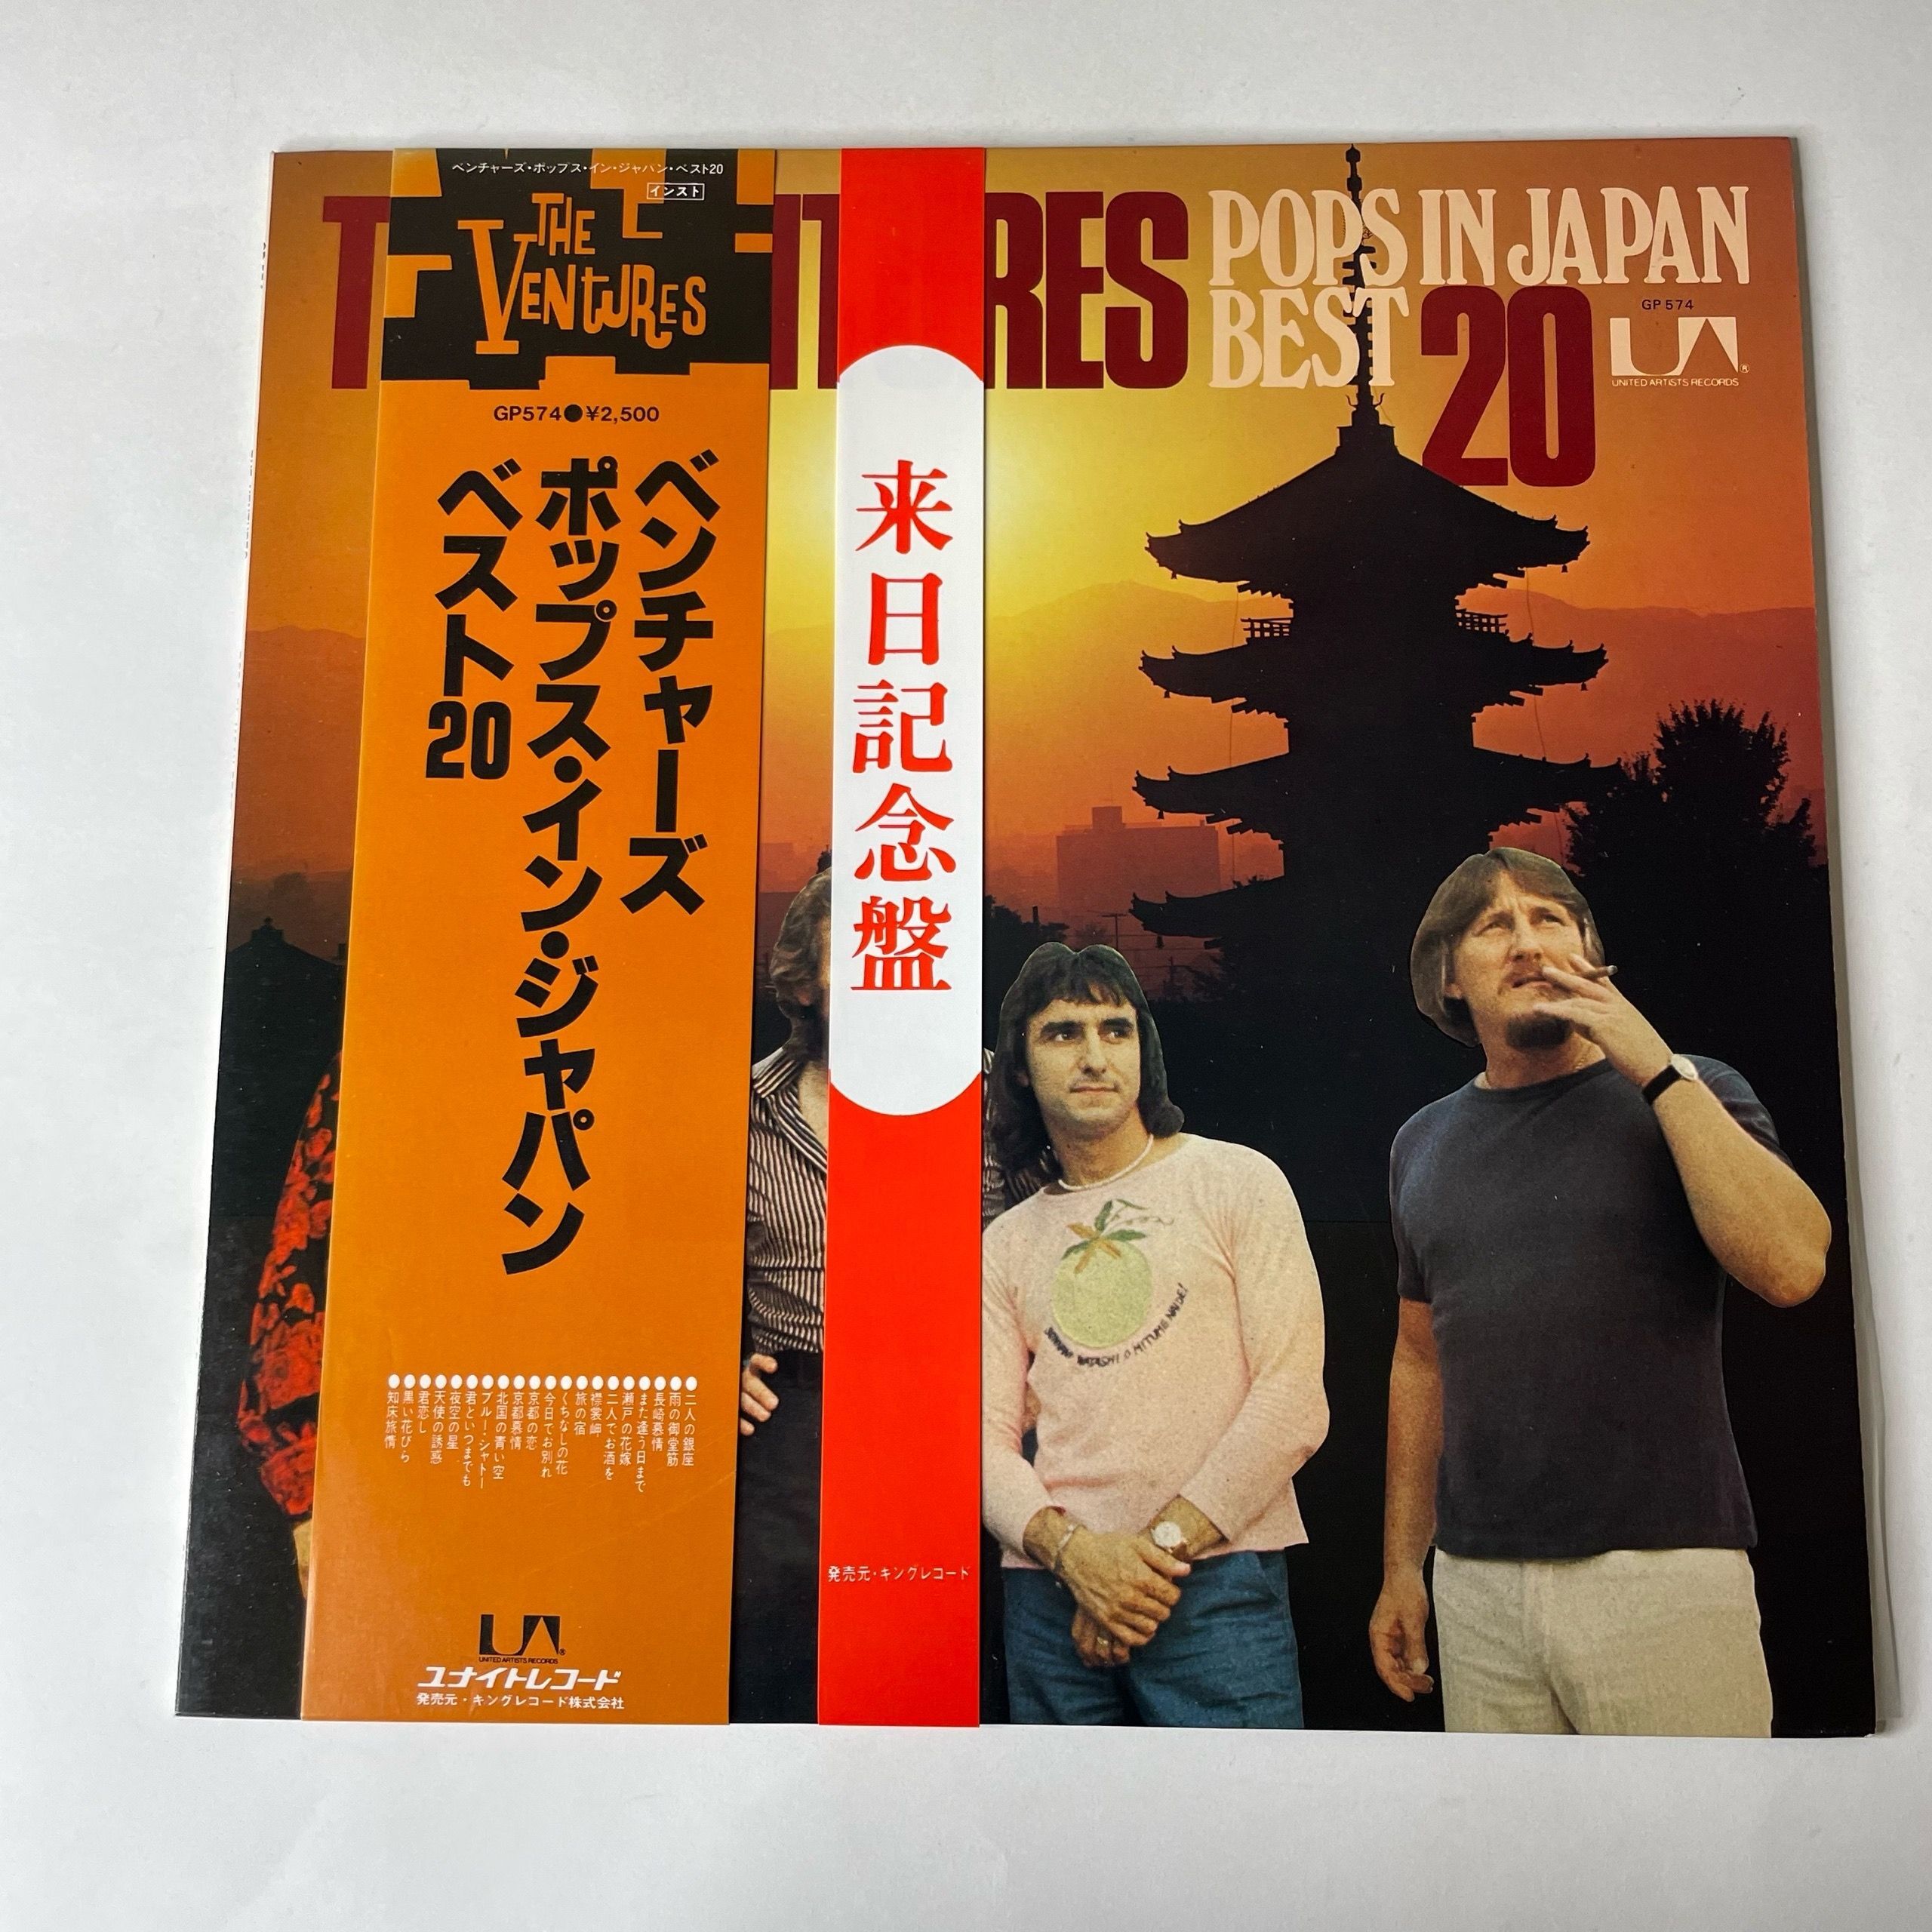 ベンチャーズ・ポップス・イン・ジャパン・ベスト20
インスト
THE
VENTURES
GP574●¥2,500
ベンチャーズ
ポップス・イン・ジャパン
ベスト20
●二人の銀座
●雨の御堂筋
●長崎慕情
●また逢う日まで
●瀬戸の花嫁
●二人でお酒を
●襟裳岬
●旅の宿
●くちなしの花
●今日でお別れ
●京都の恋
●京都慕情
●北国の青い空
●ブルー・シャトー
●君といつまでも
●夜空の星
●天使の誘惑
●君恋し
●黒い花びら
●知床旅情
UA®
UNITED ARTISTS RECORDS
ユナイトレコード
発売元・キングレコード株式会社
来日記念盤
発売元・キングレコード
RES
POPS IN JAPAN
BEST 20
GP 574
UA®
UNITED ARTISTS RECORDS